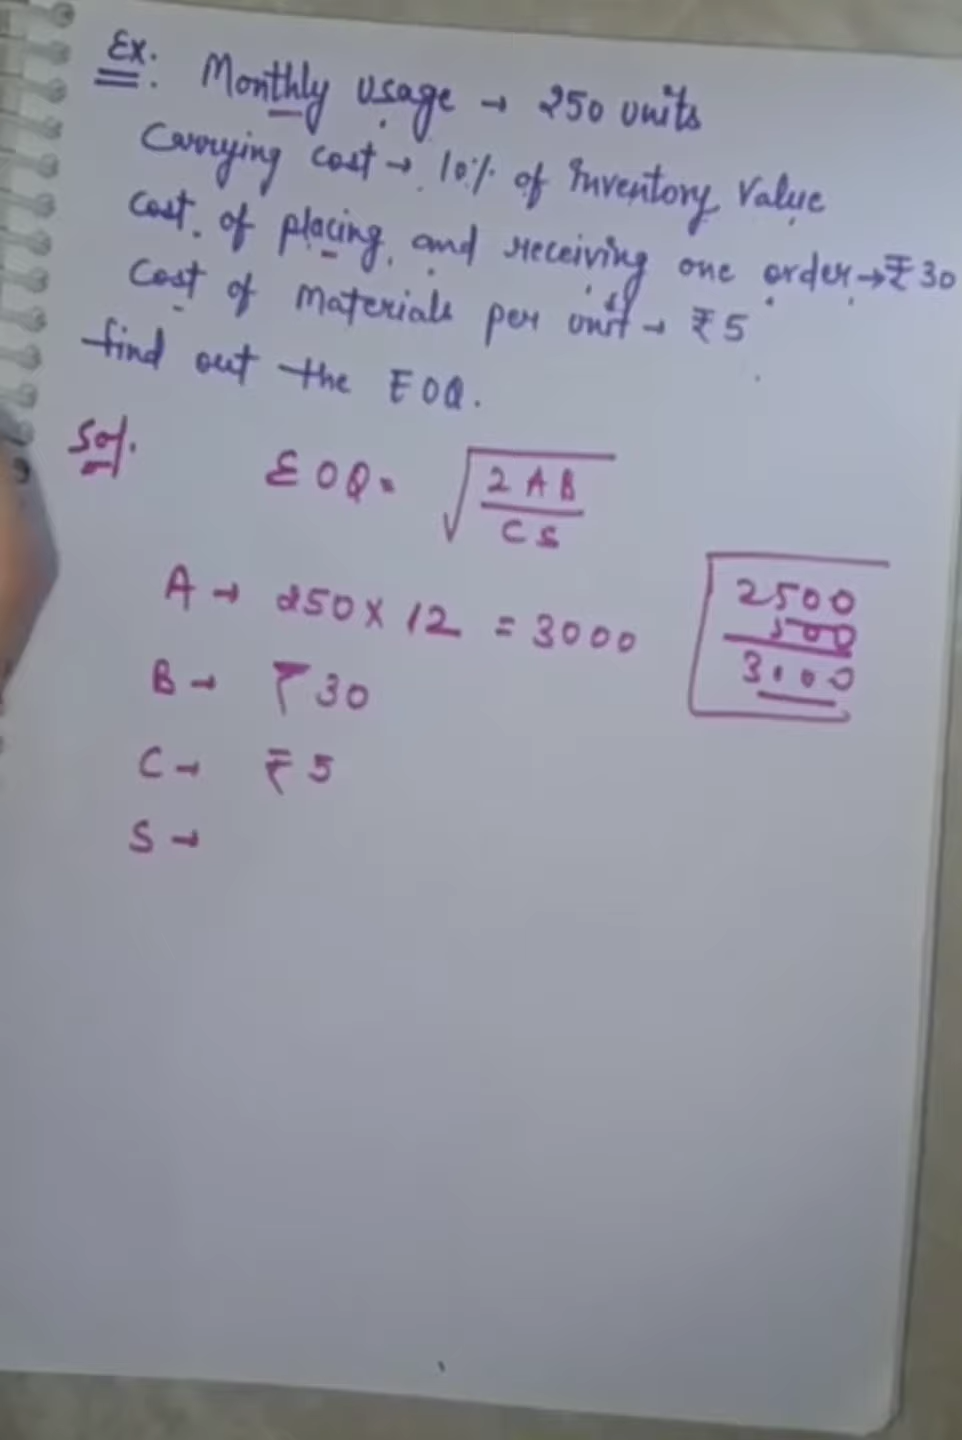 Ex: Monthly usage → 250 units
Carrying cost → 10% of Inventory Value
Cost of placing and receiving one order → ₹30
Cost of Materials per unit → ₹5
find out the EOQ.
Sol.
EOQ = √ 2AB
CS
A → 250 × 12 = 3000
2500
500
3000
B → ₹30
C → ₹5
S →